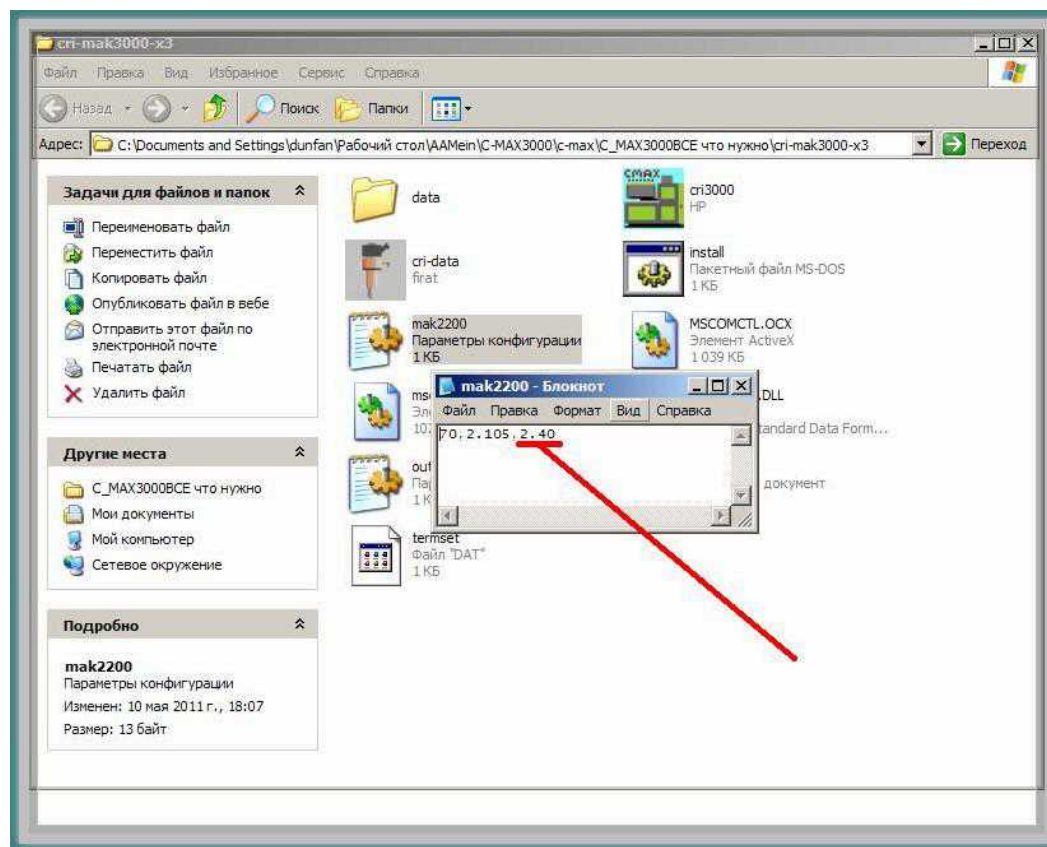 cri-mak3000-x3
Файл Правка Вид Избранное Сервис Справка
Назад Поиск Папки
Адрес: C:\Documents and Settings\dunfan\Рабочий стол\AAMein\C-MAX3000\c-max\C_MAX3000ВСЕ что нужно\cri-mak3000-x3 Переход
Задачи для файлов и папок
Переименовать файл
Переместить файл
Копировать файл
Опубликовать файл в вебе
Отправить этот файл по
электронной почте
Печатать файл
Удалить файл
Другие места
C_MAX3000ВСЕ что нужно
Мои документы
Мой компьютер
Сетевое окружение
Подробно
mak2200
Параметры конфигурации
Изменен: 10 мая 2011 г., 18:07
Размер: 13 байт
data
CMAX
cri3000
HP
cri-data
firat
install
Пакетный файл MS-DOS
1 КБ
mak2200
Параметры конфигурации
1 КБ
MSCOMCTL.OCX
Элемент ActiveX
1 039 КБ
.DLL
tandard Data Form...
документ
out
1 К
termset
Файл "DAT"
1 КБ
mak2200 - Блокнот
Файл Правка Формат Вид Справка
70,2.105,2.40